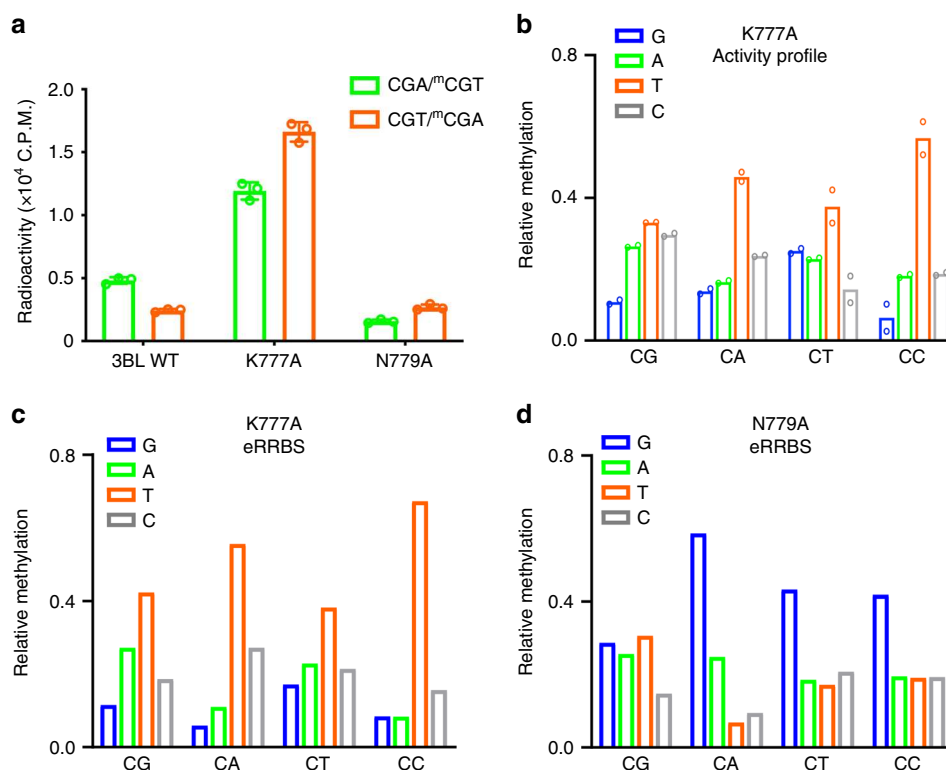 a
Radioactivity (×10⁴ C.P.M.)
2.0
1.5
1.0
0.5
0
CGA/ᵐCGT
CGT/ᵐCGA
3BL WT
K777A
N779A
b
K777A
Activity profile
G
A
T
C
Relative methylation
0.8
0.4
0.0
CG
CA
CT
CC
c
K777A
eRRBS
G
A
T
C
Relative methylation
0.8
0.4
0.0
CG
CA
CT
CC
d
N779A
eRRBS
G
A
T
C
Relative methylation
0.8
0.4
0.0
CG
CA
CT
CC